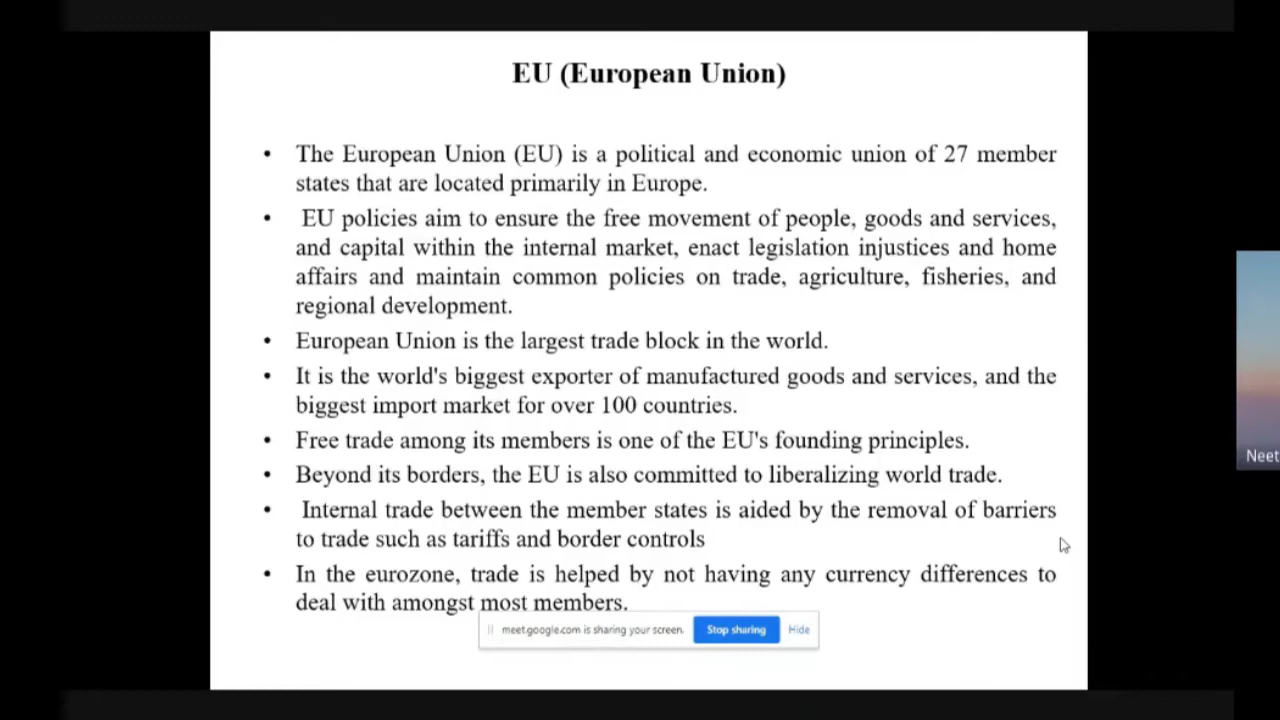 EU (European Union)
• The European Union (EU) is a political and economic union of 27 member
states that are located primarily in Europe.
• EU policies aim to ensure the free movement of people, goods and services,
and capital within the internal market, enact legislation injustices and home
affairs and maintain common policies on trade, agriculture, fisheries, and
regional development.
• European Union is the largest trade block in the world.
• It is the world's biggest exporter of manufactured goods and services, and the
biggest import market for over 100 countries.
• Free trade among its members is one of the EU's founding principles.
• Beyond its borders, the EU is also committed to liberalizing world trade.
• Internal trade between the member states is aided by the removal of barriers
to trade such as tariffs and border controls
• In the eurozone, trade is helped by not having any currency differences to
deal with amongst most members.
meet.google.com is sharing your screen. Stop sharing Hide
Neet